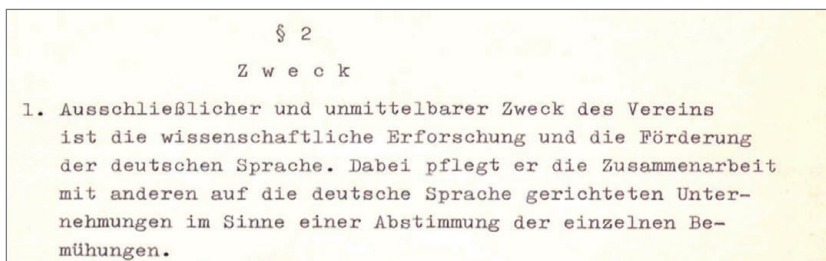 § 2
Z w e c k
1. Ausschließlicher und unmittelbarer Zweck des Vereins
ist die wissenschaftliche Erforschung und die Förderung
der deutschen Sprache. Dabei pflegt er die Zusammenarbeit
mit anderen auf die deutsche Sprache gerichteten Unter-
nehmungen im Sinne einer Abstimmung der einzelnen Be-
mühungen.